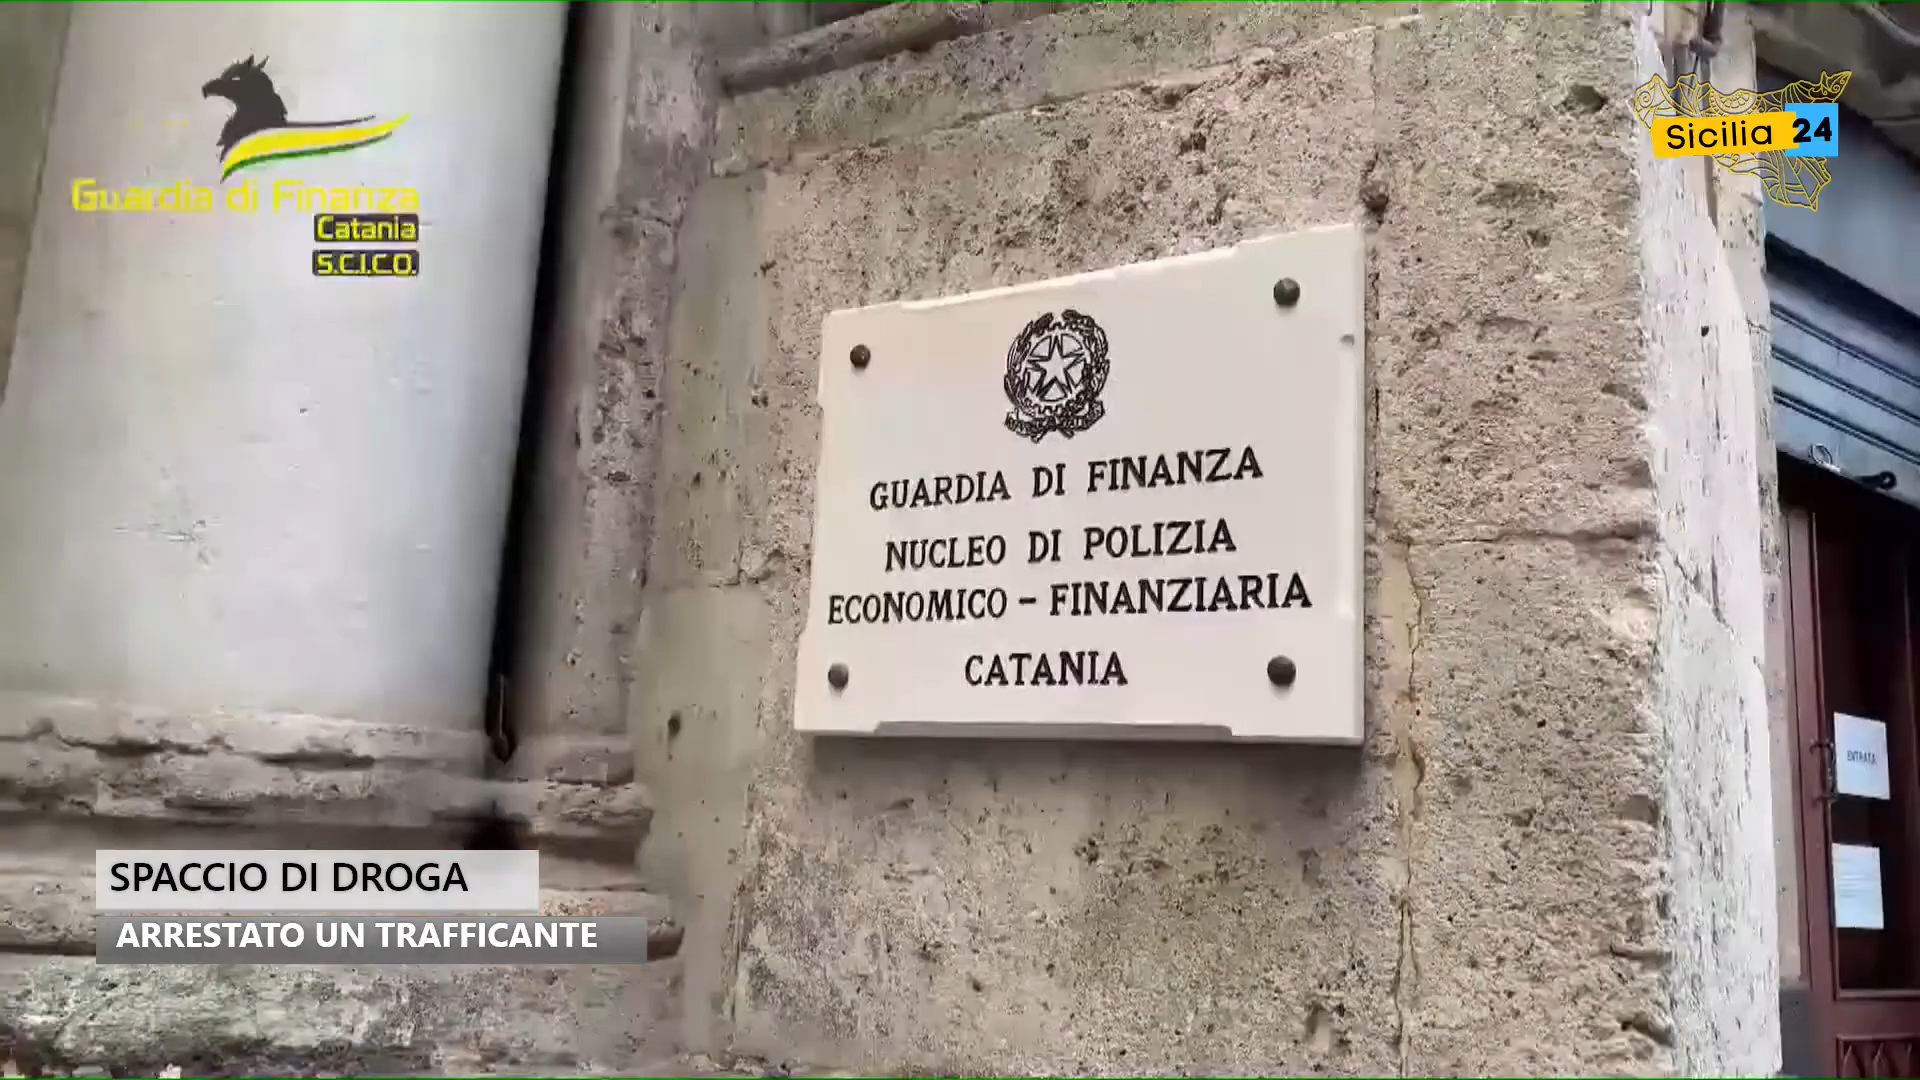 Guardia di Finanza
Catania
S.C.I.C.O.
Sicilia 24
GUARDIA DI FINANZA
NUCLEO DI POLIZIA
ECONOMICO - FINANZIARIA
CATANIA
ENTRATA
SPACCIO DI DROGA
ARRESTATO UN TRAFFICANTE